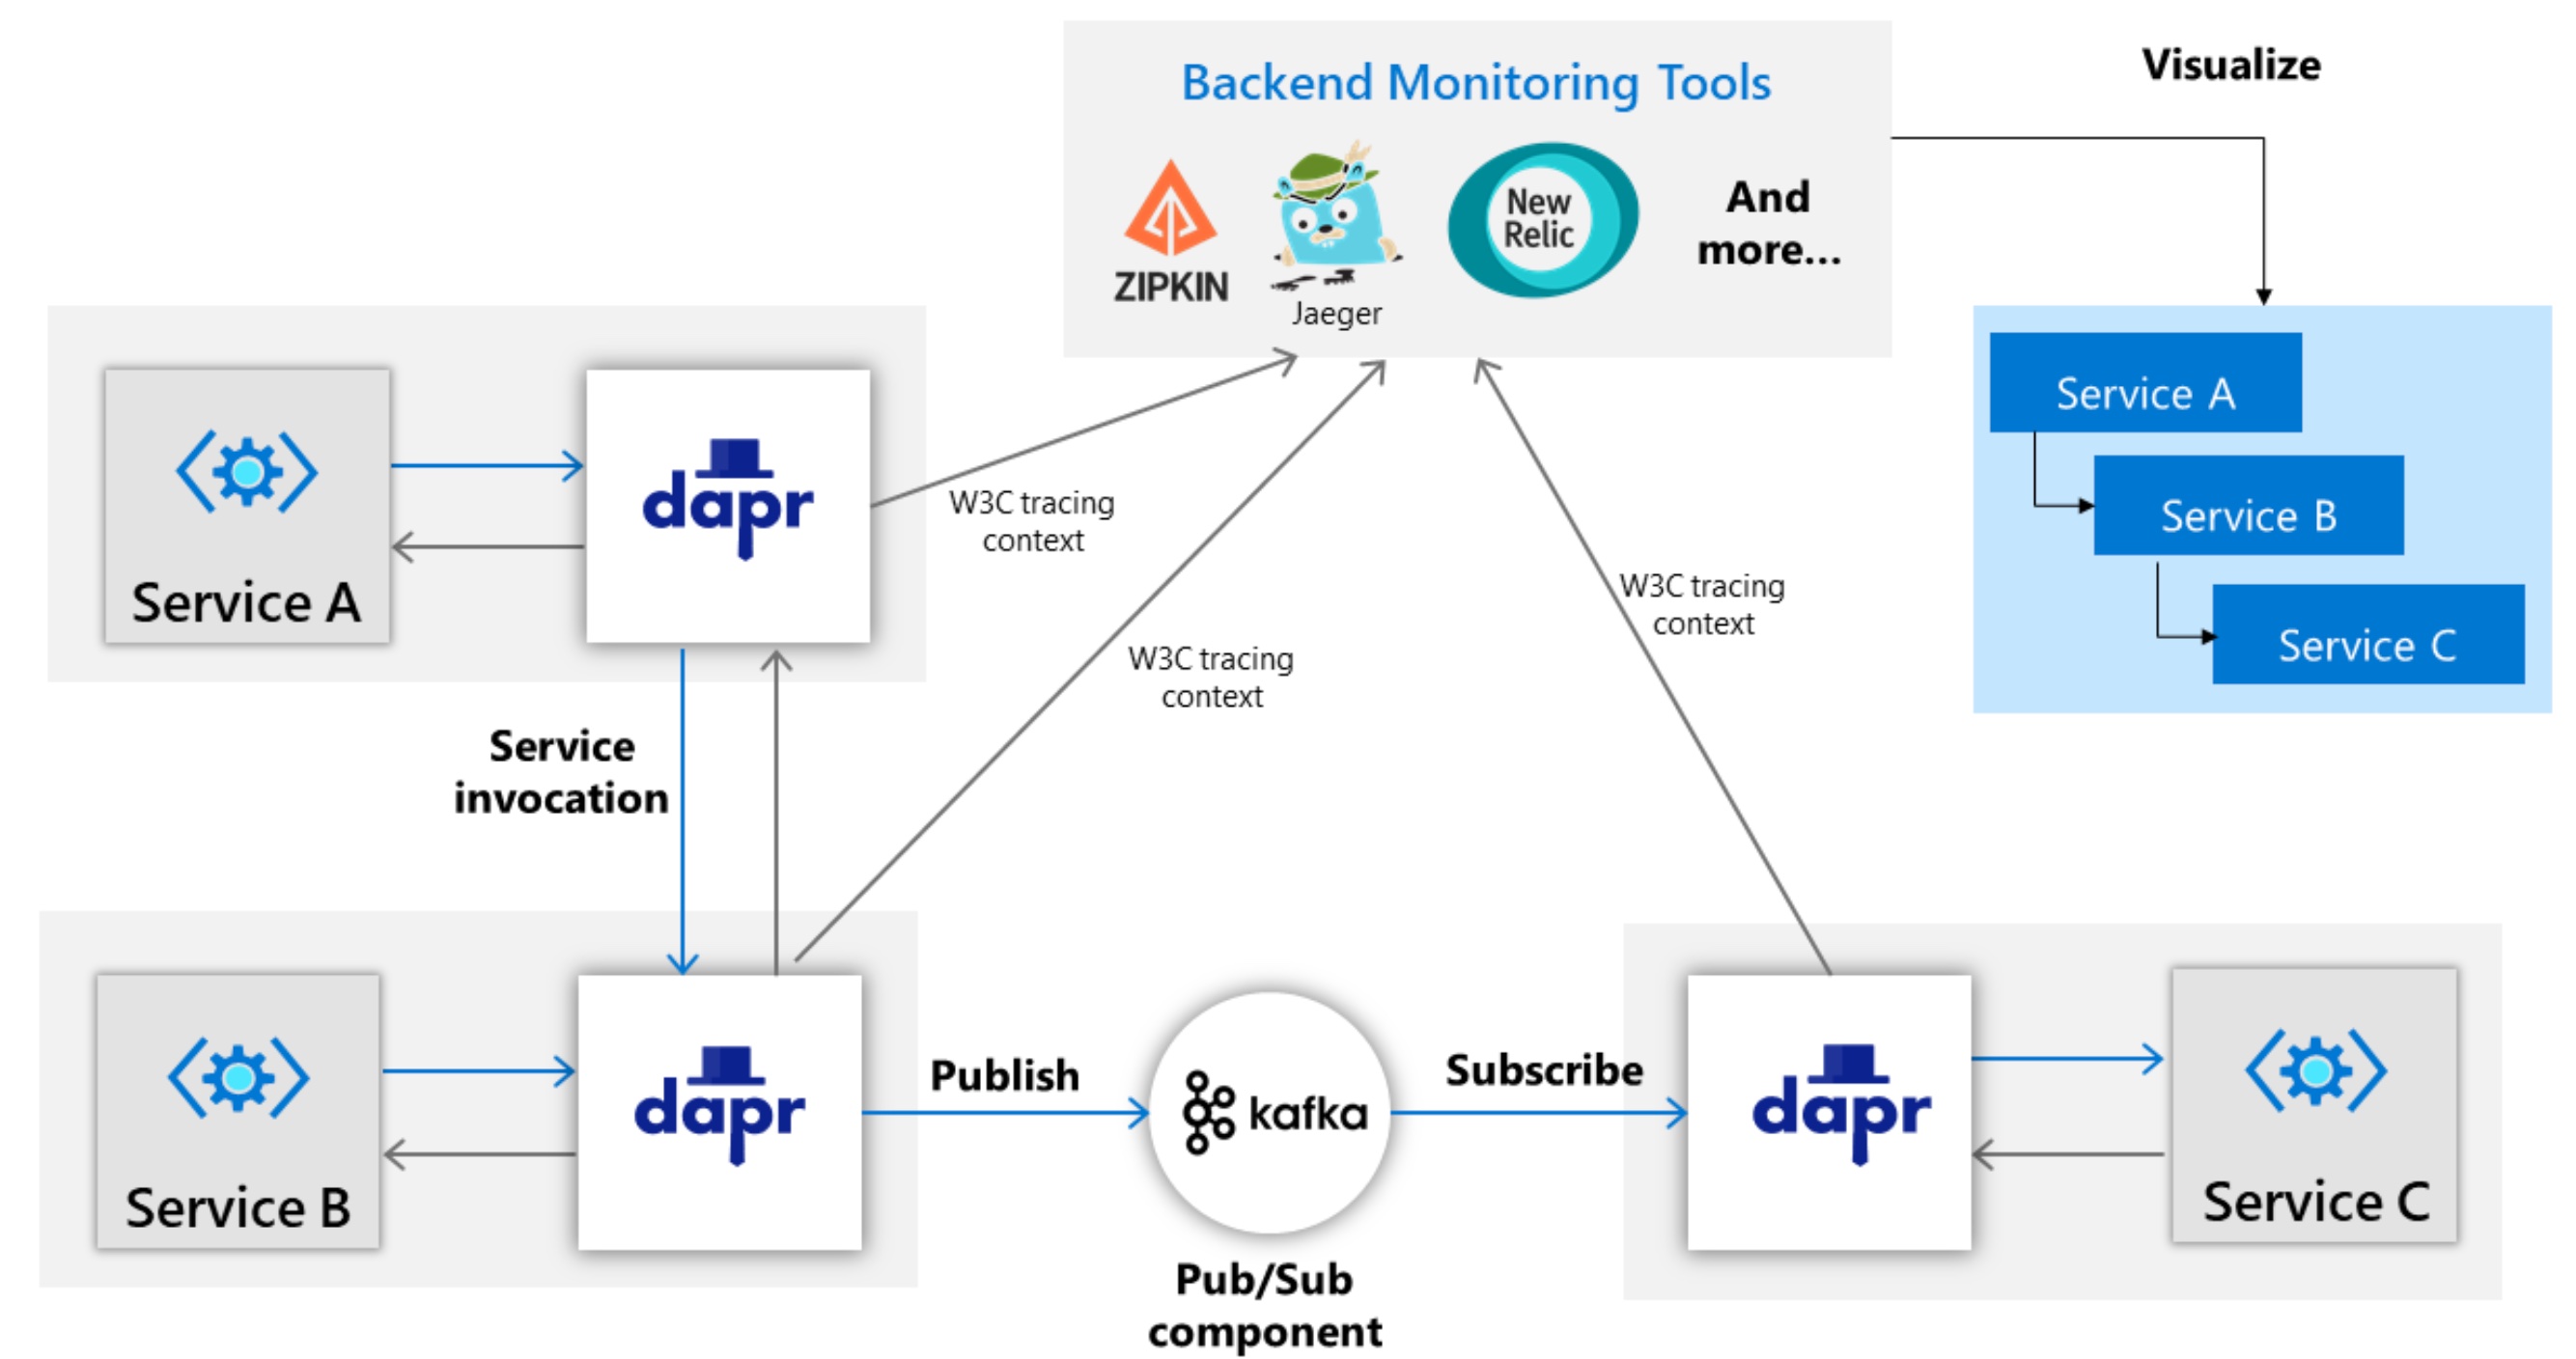 Backend Monitoring Tools
Visualize
ZIPKIN
Jaeger
New
Relic
And
more...
Service A
dapr
W3C tracing
context
W3C tracing
context
W3C tracing
context
Service A
Service B
Service C
Service
invocation
Service B
dapr
Publish
kafka
Pub/Sub
component
Subscribe
dapr
Service C